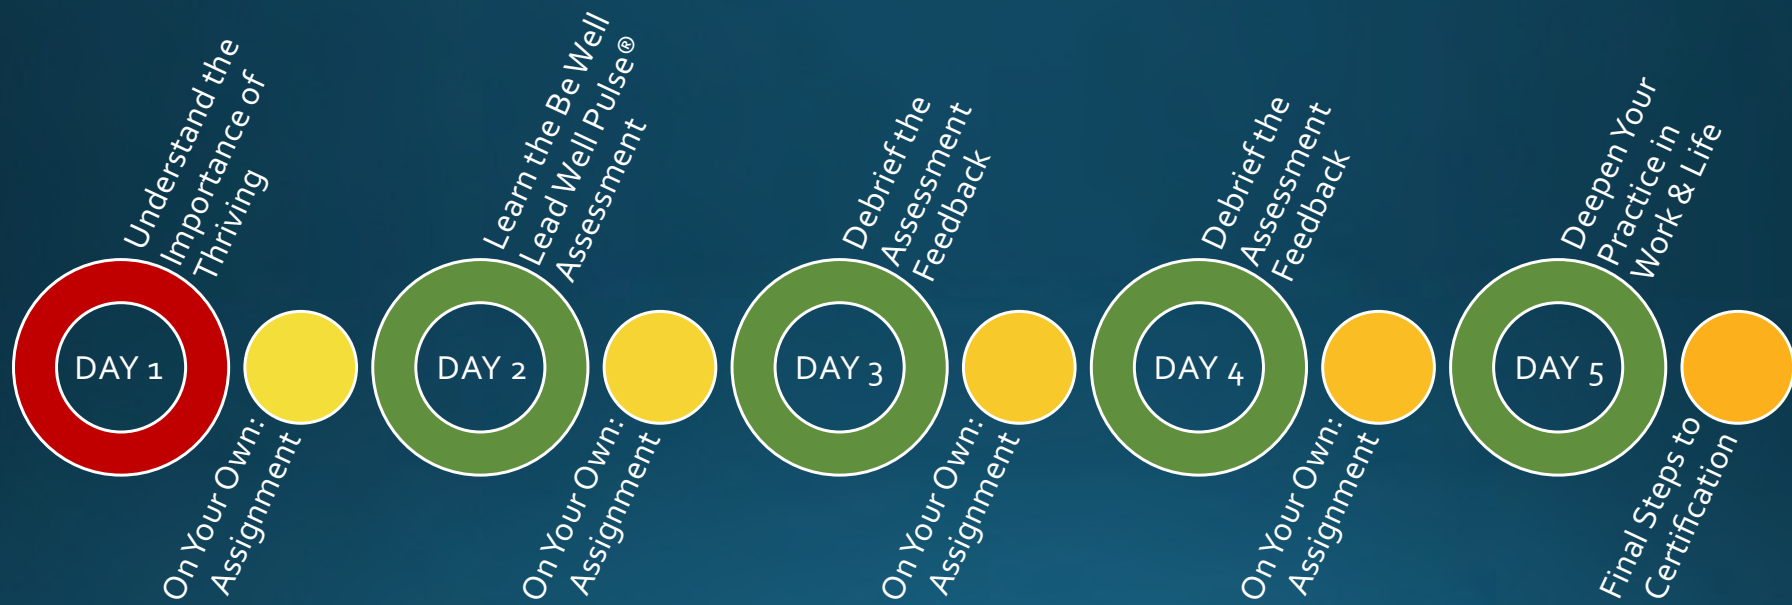 Understand the
Importance of
Thriving
DAY 1
On Your Own:
Assignment
Learn the Be Well
Lead Well Pulse®
Assessment
DAY 2
On Your Own:
Assignment
Debrief the
Assessment
Feedback
DAY 3
On Your Own:
Assignment
Debrief the
Assessment
Feedback
DAY 4
On Your Own:
Assignment
Deepen Your
Practice in
Work & Life
DAY 5
Final Steps to
Certification